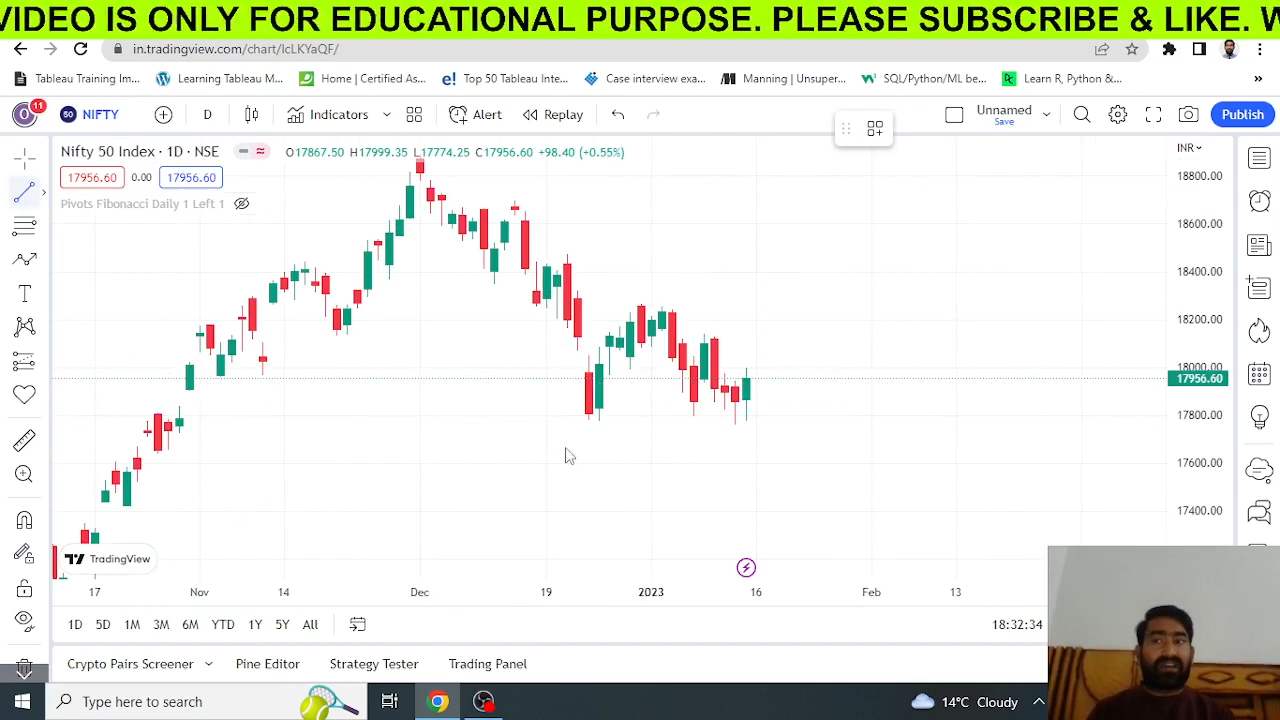 VIDEO IS ONLY FOR EDUCATIONAL PURPOSE. PLEASE SUBSCRIBE & LIKE. W
in.tradingview.com/chart/IcLKYaQF/
Tableau Training Im...
Learning Tableau M...
Home | Certified As...
Top 50 Tableau Inte...
Case interview exa...
Manning | Unsuper...
SQL/Python/ML be...
Learn R, Python &...
»
O
11
50
NIFTY
D
Indicators
Alert
Replay
Unnamed
Save
Publish
Nifty 50 Index · 1D · NSE
O17867.50 H17999.35 L17774.25 C17956.60 +98.40 (+0.55%)
INR
17956.60 0.00 17956.60
Pivots Fibonacci Daily 1 Left 1
18800.00
18600.00
18400.00
18200.00
18000.00
17956.60
17800.00
17600.00
17400.00
TradingView
17 Nov 14 Dec 19 2023 16 Feb 13
1D 5D 1M 3M 6M YTD 1Y 5Y All
18:32:34
Crypto Pairs Screener
Pine Editor
Strategy Tester
Trading Panel
Type here to search
14°C Cloudy